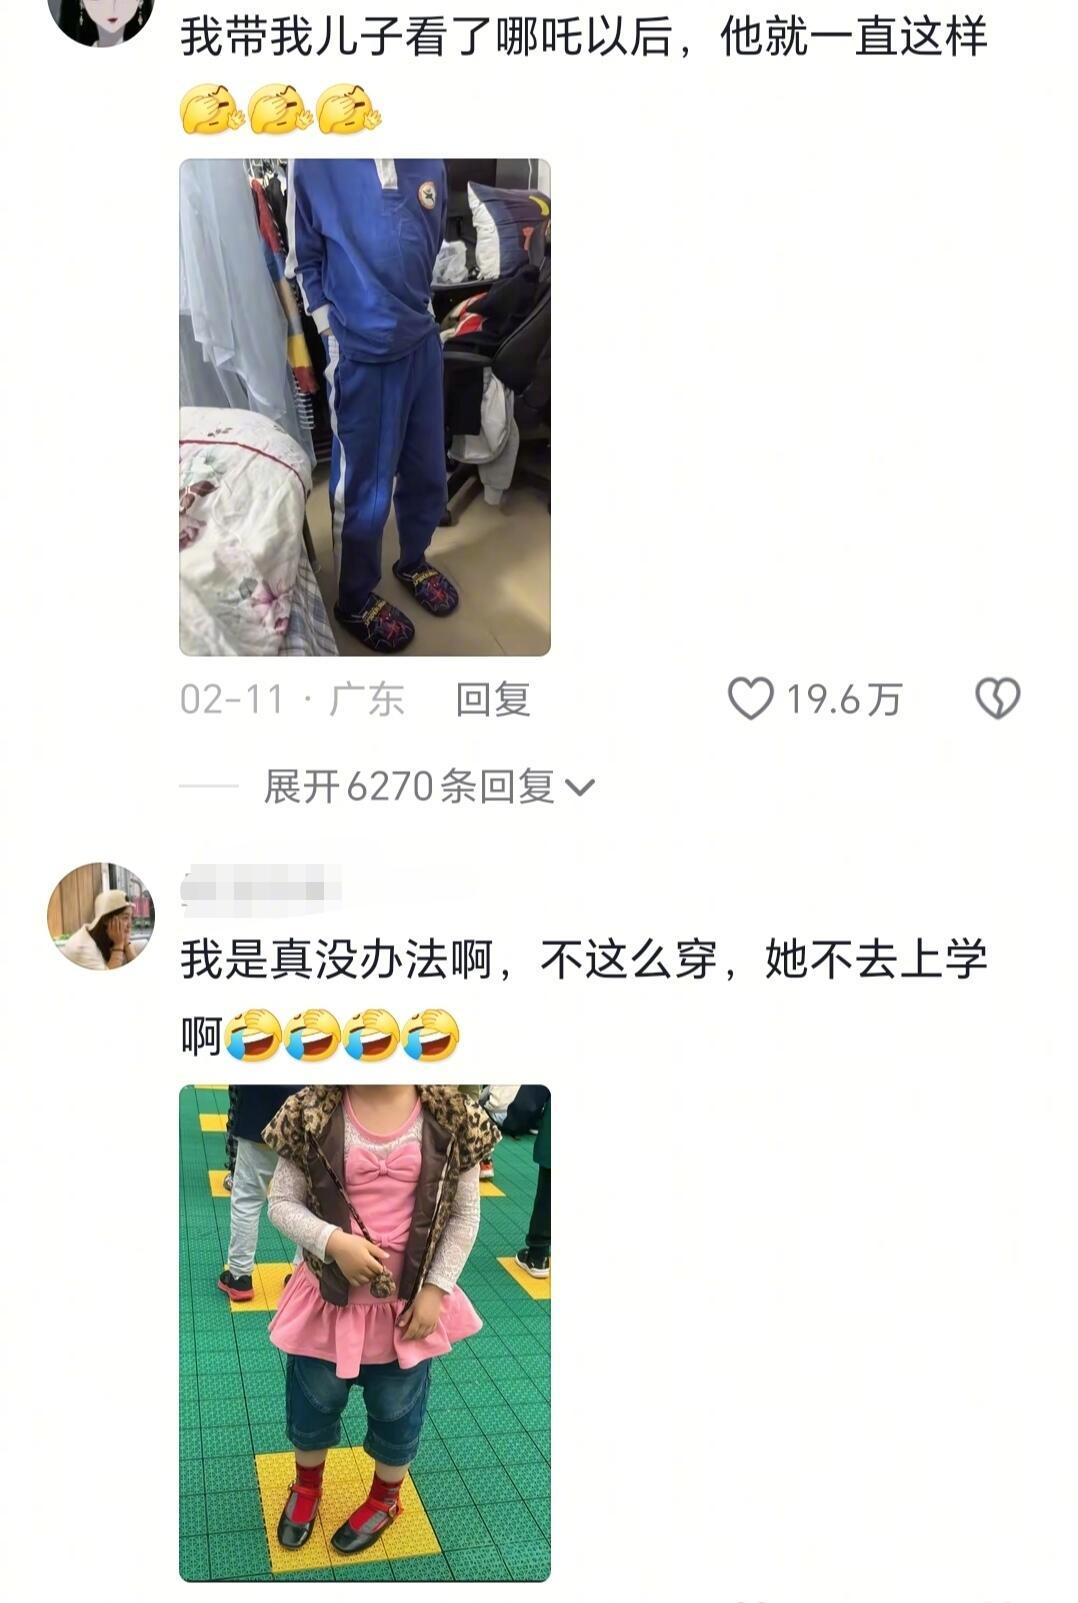 我带我儿子看了哪吒以后，他就一直这样
02-11 · 广东 回复 19.6万
展开6270条回复
我是真没办法啊，不这么穿，她不去上学
啊